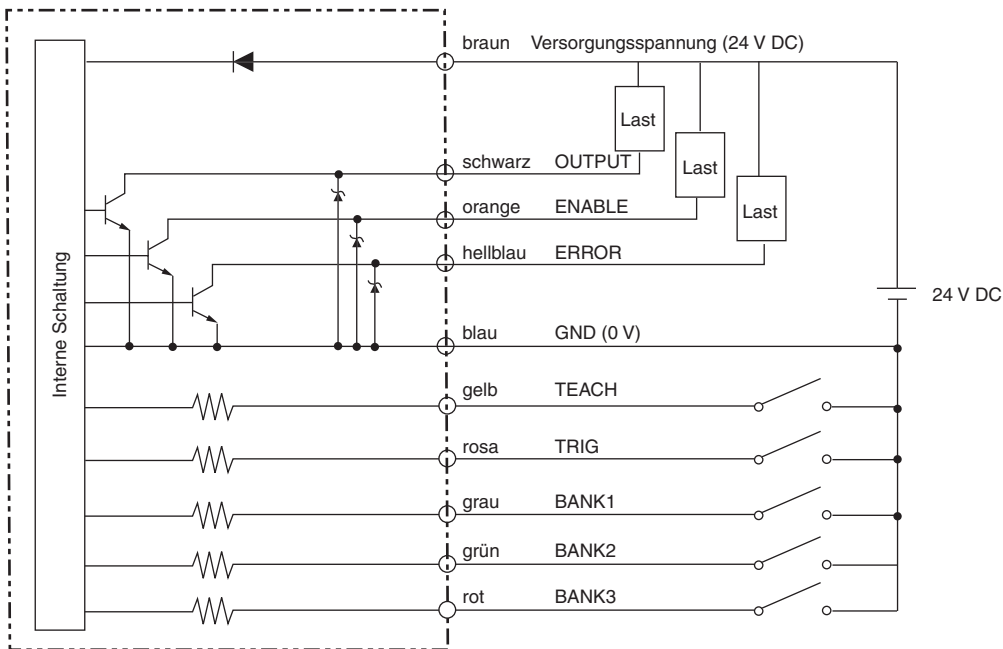 braun Versorgungsspannung (24 V DC)
Last
Last
Last
schwarz OUTPUT
orange ENABLE
hellblau ERROR
24 V DC
Interne Schaltung
blau GND (0 V)
gelb TEACH
rosa TRIG
grau BANK1
grün BANK2
rot BANK3